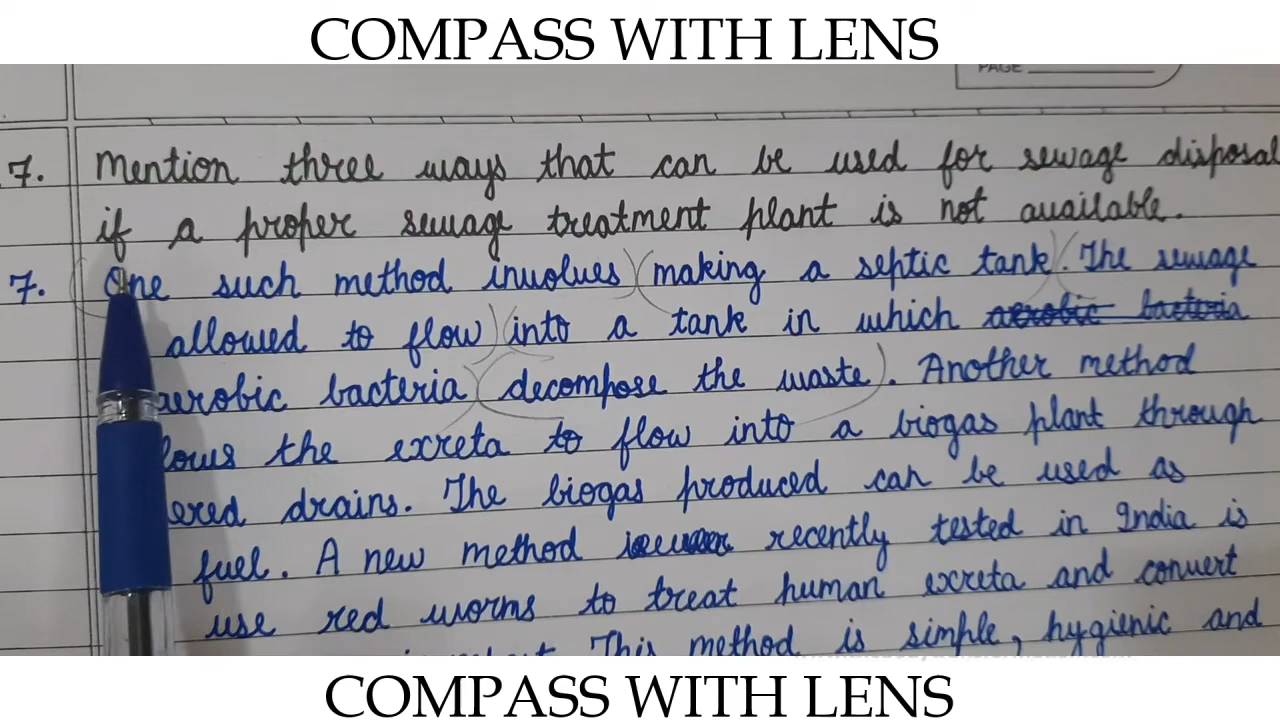 COMPASS WITH LENS
PAGE
7. Mention three ways that can be used for sewage disposal
if a proper sewage treatment plant is not available.
7. One such method involves making a septic tank. The sewage
allowed to flow into a tank in which aerobic bacteria
aerobic bacteria decompose the waste. Another method
lows the excreta to flow into a biogas plant through
ered drains. The biogas produced can be used as
fuel. A new method recently tested in India is
use red worms to treat human excreta and convert
This method is simple, hygienic and
COMPASS WITH LENS